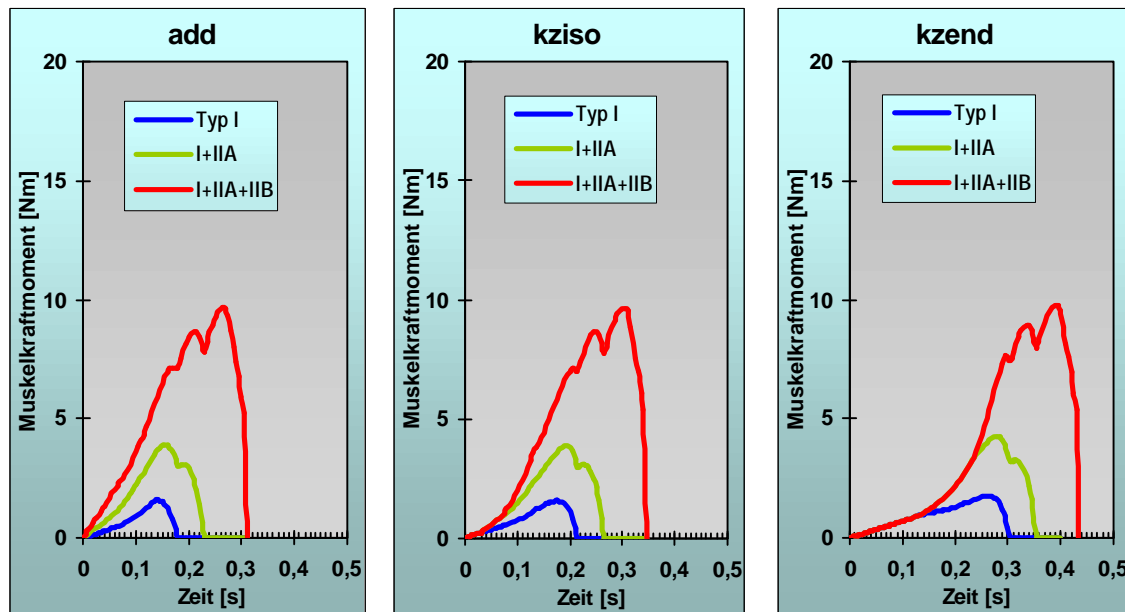 add
20
15
10
5
0
Muskelkraftmoment [Nm]
Typ I
I+IIA
I+IIA+IIB
0 0,1 0,2 0,3 0,4 0,5
Zeit [s]
kziso
20
15
10
5
0
Muskelkraftmoment [Nm]
Typ I
I+IIA
I+IIA+IIB
0 0,1 0,2 0,3 0,4 0,5
Zeit [s]
kzend
20
15
10
5
0
Muskelkraftmoment [Nm]
Typ I
I+IIA
I+IIA+IIB
0 0,1 0,2 0,3 0,4 0,5
Zeit [s]